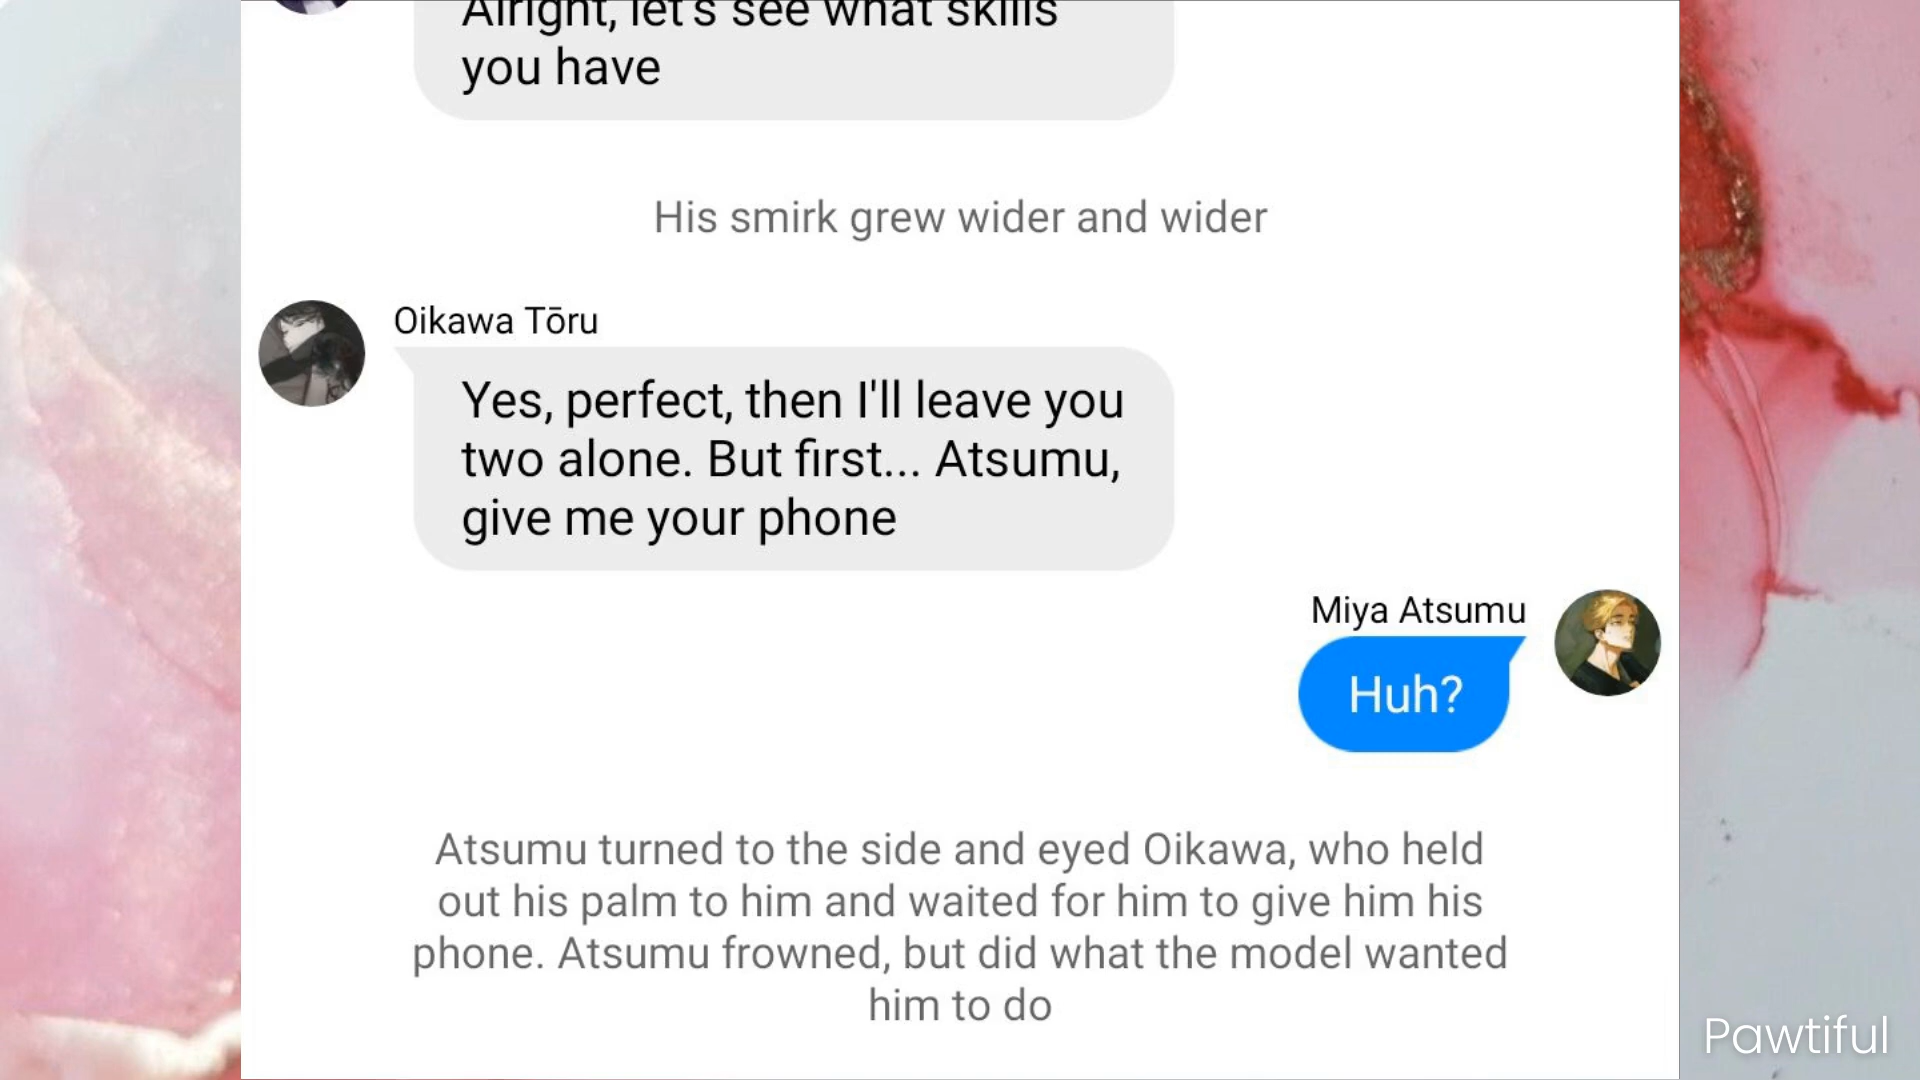 Alright, let's see what skills
you have
His smirk grew wider and wider
Oikawa Tōru
Yes, perfect, then I'll leave you
two alone. But first... Atsumu,
give me your phone
Miya Atsumu
Huh?
Atsumu turned to the side and eyed Oikawa, who held
out his palm to him and waited for him to give him his
phone. Atsumu frowned, but did what the model wanted
him to do
Pawtiful